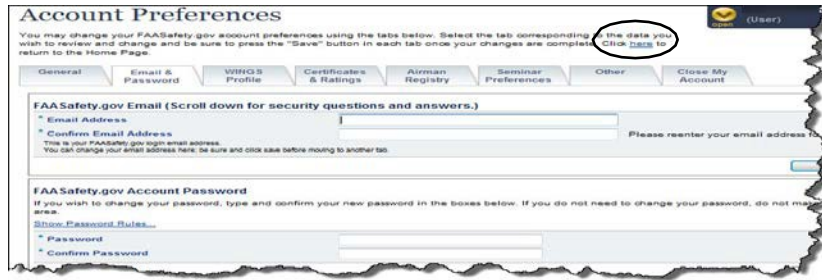 Account Preferences
open (User)
You may change your FAASafety.gov account preferences using the tabs below. Select the tab corresponding to the data you
wish to review and change and be sure to press the "Save" button in each tab once your changes are complete. Click here to
return to the Home Page.
General Email & Password WINGS Profile Certificates & Ratings Airman Registry Seminar Preferences Other Close My Account
FAASafety.gov Email (Scroll down for security questions and answers.)
* Email Address
* Confirm Email Address Please reenter your email address
This is your FAASafety.gov login email address.
You can change your email address here: be sure and click save before moving to another tab.
FAASafety.gov Account Password
If you wish to change your password, type and confirm your new password in the boxes below. If you do not need to change your password, do not
area.
Show Password Rules...
* Password
* Confirm Password